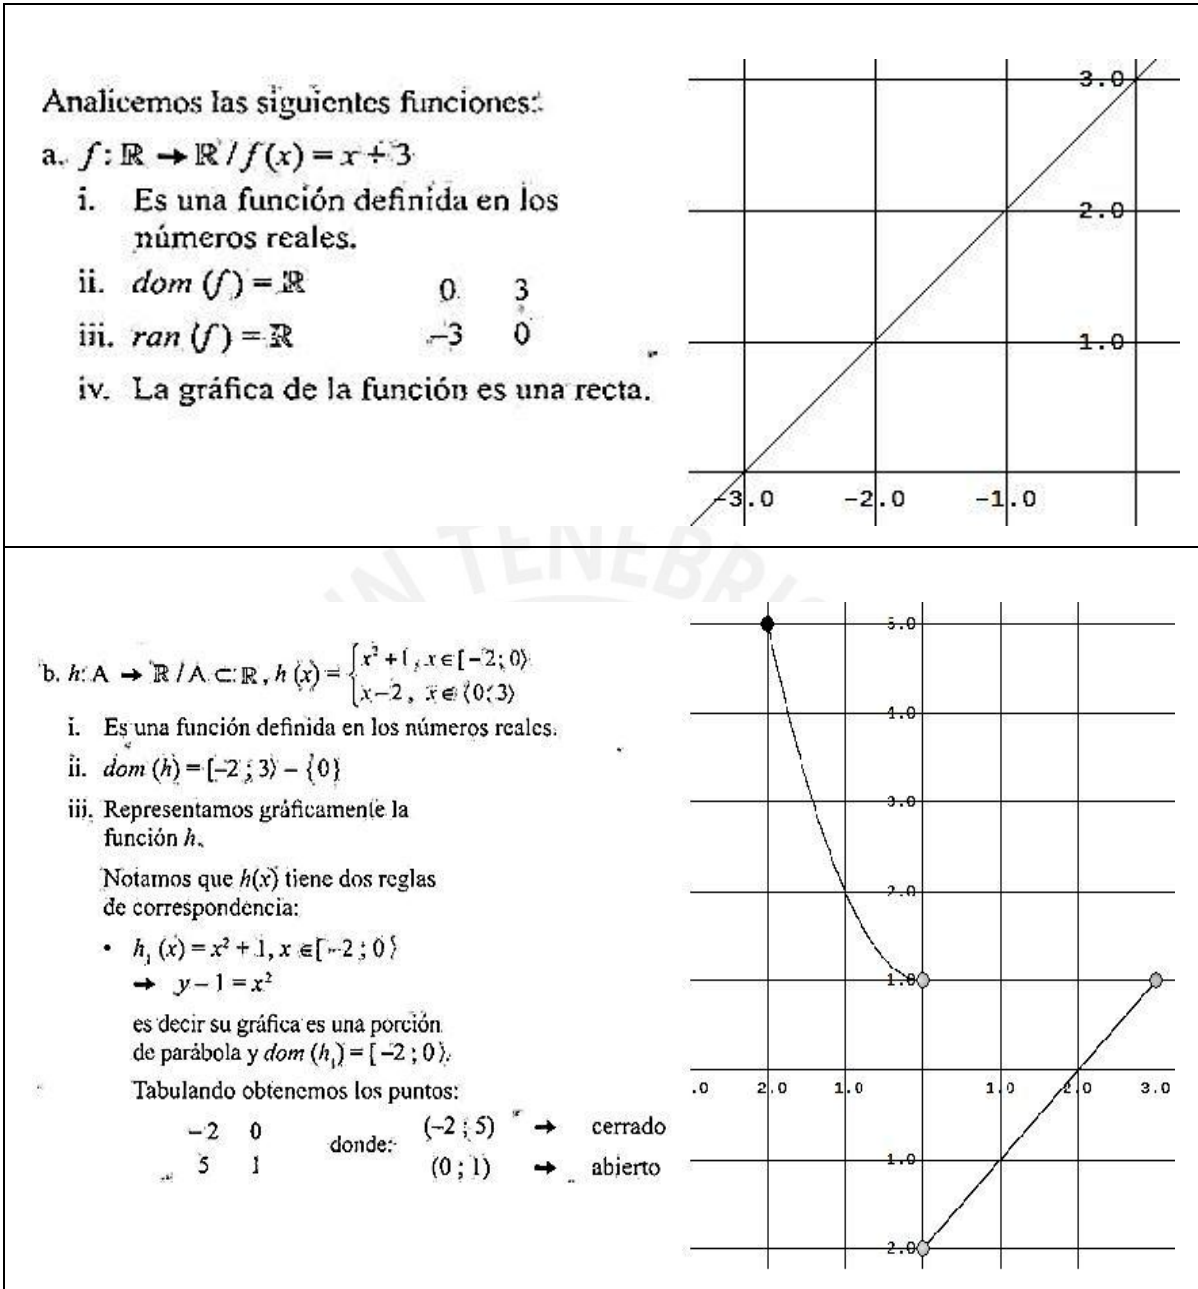 Analicemos las siguientes funciones:
a. f: ℝ → ℝ / f(x) = x + 3
i. Es una función definida en los
números reales.
ii. dom (f) = ℝ
0 3
iii. ran (f) = ℝ
-3 0
iv. La gráfica de la función es una recta.
3.0
2.0
1.0
-3.0 -2.0 -1.0
IN TENEBRIS
b. h: A → ℝ / A ⊂ ℝ, h(x) = { x² + 1, x ∈ [-2; 0⟩
x - 2, x ∈ ⟨0; 3⟩
i. Es una función definida en los números reales.
ii. dom (h) = [-2 ; 3⟩ - {0}
iii. Representamos gráficamente la
función h.
Notamos que h(x) tiene dos reglas
de correspondencia:
• h₁ (x) = x² + 1, x ∈ [-2 ; 0⟩
→ y - 1 = x²
es decir su gráfica es una porción
de parábola y dom (h₁) = [-2 ; 0⟩.
Tabulando obtenemos los puntos:
-2 0
5 1
donde:
(-2 ; 5) → cerrado
(0 ; 1) → abierto
5.0
4.0
3.0
2.0
1.0
.0 2.0 1.0 1.0 2.0 3.0
1.0
2.0